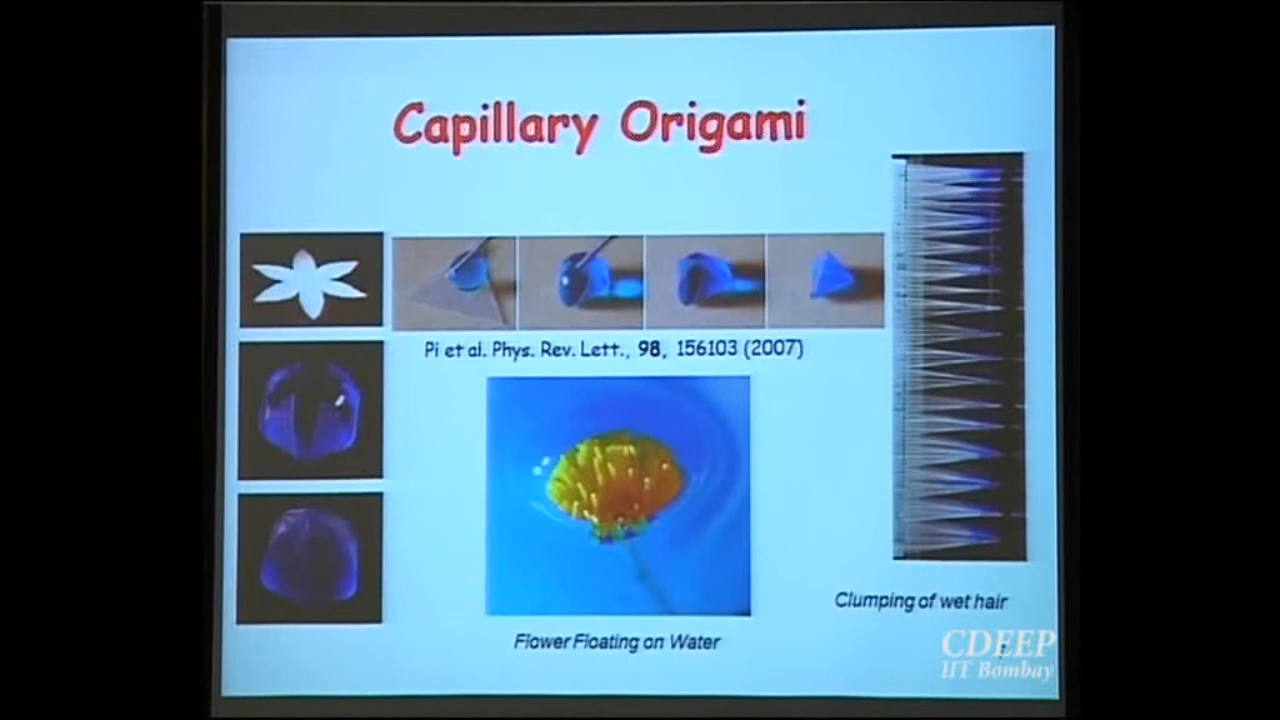 Capillary Origami
Pi et al. Phys. Rev. Lett., 98, 156103 (2007)
Flower Floating on Water
Clumping of wet hair
CDEEP
IIT Bombay